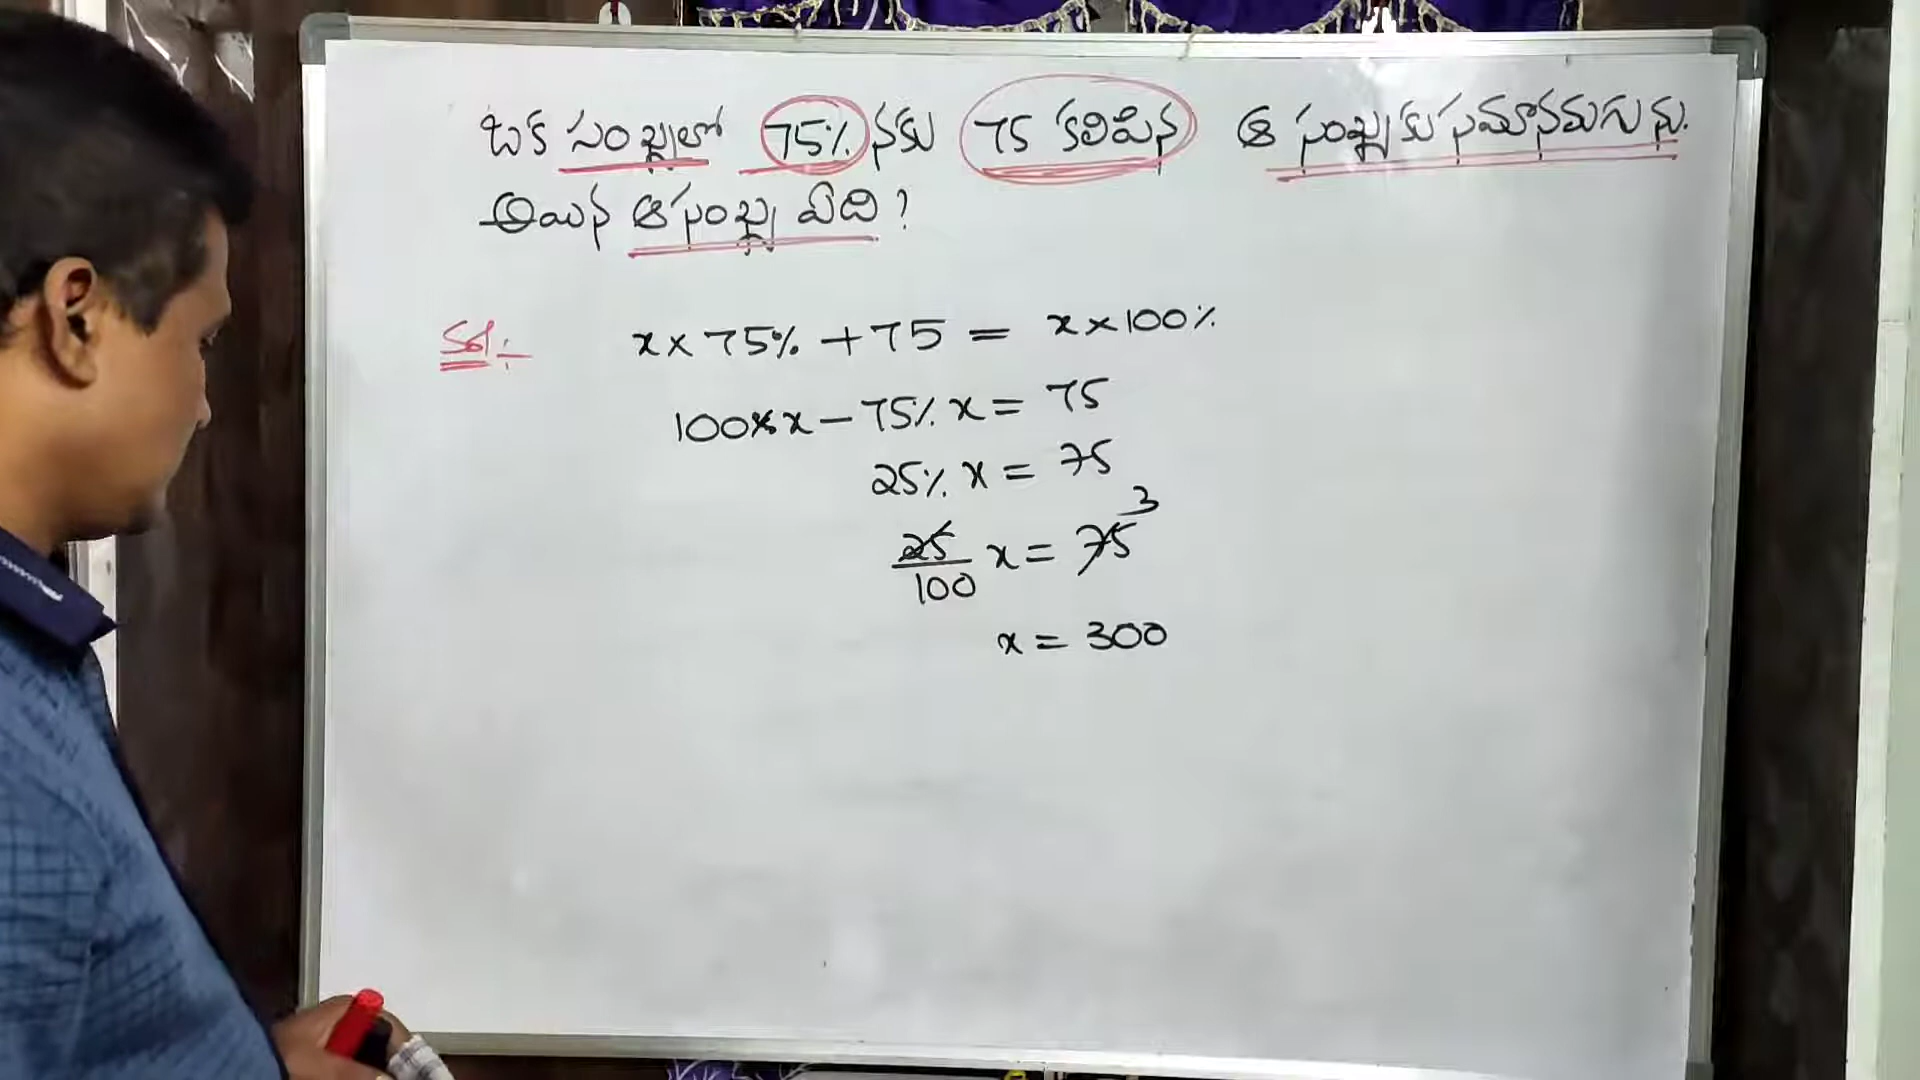 ఒక సంఖ్యలో 75% నకు 75 కలిపిన ఆ సంఖ్యకు సమానమగును.
అయిన ఆ సంఖ్య ఏది?
Sol:-
x × 75% + 75 = x × 100%
100% x - 75% x = 75
25% x = 75
25/100 x = 75 3
x = 300